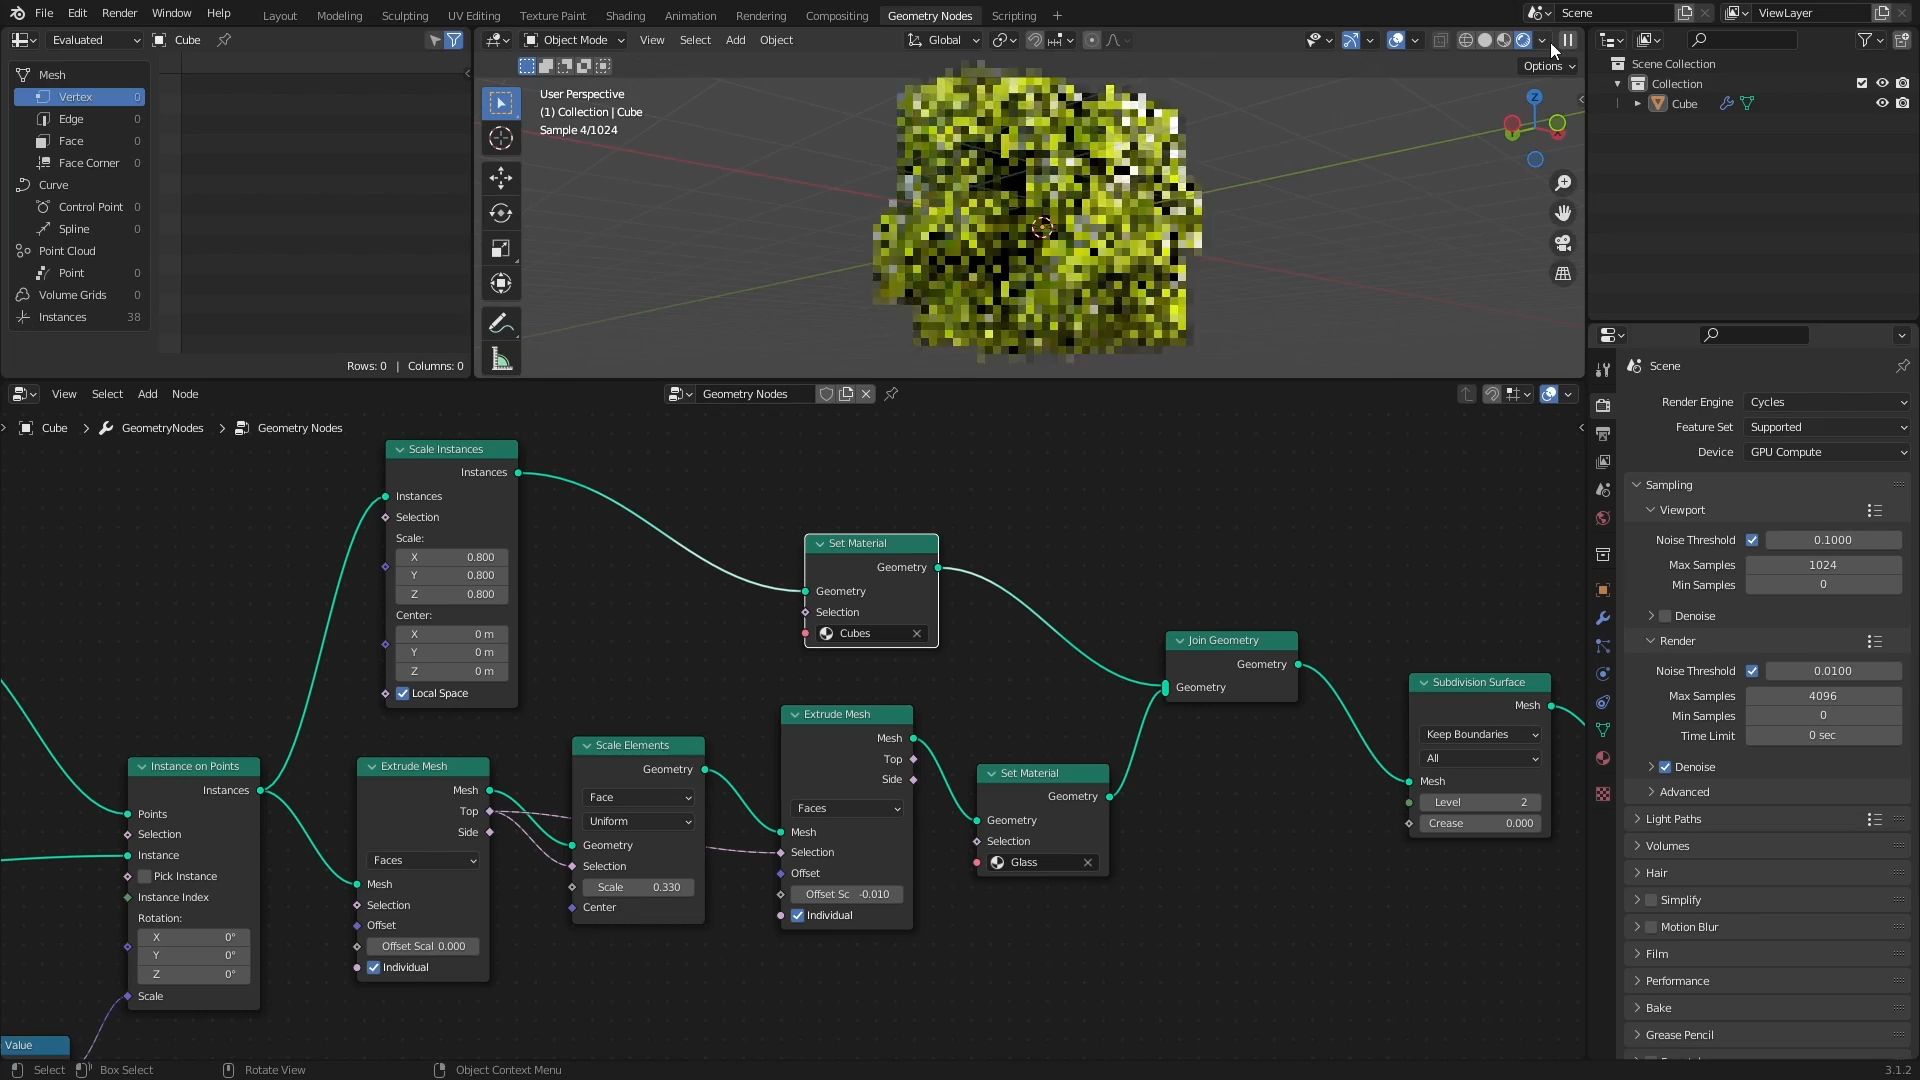 File Edit Render Window Help Layout Modeling Sculpting UV Editing Texture Paint Shading Animation Rendering Compositing Geometry Nodes Scripting + Scene ViewLayer
Evaluated Cube
Object Mode View Select Add Object Global
Options
Mesh
Vertex 0
Edge 0
Face 0
Face Corner 0
Curve
Control Point 0
Spline 0
Point Cloud
Point 0
Volume Grids 0
Instances 38
Rows: 0 | Columns: 0
User Perspective
(1) Collection | Cube
Sample 4/1024
Z
Scene Collection
Collection
Cube
View Select Add Node Geometry Nodes
Cube > GeometryNodes > Geometry Nodes
Scale Instances
Instances
Instances
Selection
Scale:
X 0.800
Y 0.800
Z 0.800
Center:
X 0 m
Y 0 m
Z 0 m
Local Space
Set Material
Geometry
Geometry
Selection
Cubes
Join Geometry
Geometry
Geometry
Subdivision Surface
Mesh
Keep Boundaries
All
Mesh
Level 2
Crease 0.000
Instance on Points
Instances
Points
Selection
Instance
Pick Instance
Instance Index
Rotation:
X 0°
Y 0°
Z 0°
Scale
Value
Extrude Mesh
Mesh
Top
Side
Faces
Mesh
Selection
Offset
Offset Scal 0.000
Individual
Scale Elements
Geometry
Face
Uniform
Geometry
Selection
Scale 0.330
Center
Extrude Mesh
Mesh
Top
Side
Faces
Mesh
Selection
Offset
Offset Sc -0.010
Individual
Set Material
Geometry
Geometry
Selection
Glass
Scene
Render Engine Cycles
Feature Set Supported
Device GPU Compute
Sampling
Viewport
Noise Threshold 0.1000
Max Samples 1024
Min Samples 0
Denoise
Render
Noise Threshold 0.0100
Max Samples 4096
Min Samples 0
Time Limit 0 sec
Denoise
Advanced
Light Paths
Volumes
Hair
Simplify
Motion Blur
Film
Performance
Bake
Grease Pencil
Select Box Select Rotate View Object Context Menu 3.1.2